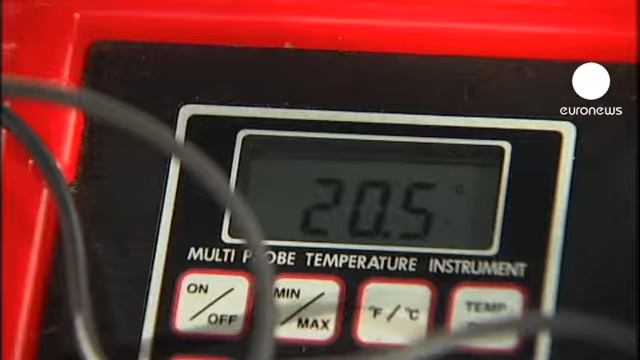 euronews
20.5
MULTI PROBE TEMPERATURE INSTRUMENT
ON / OFF
MIN / MAX
°F / °C
TEMP